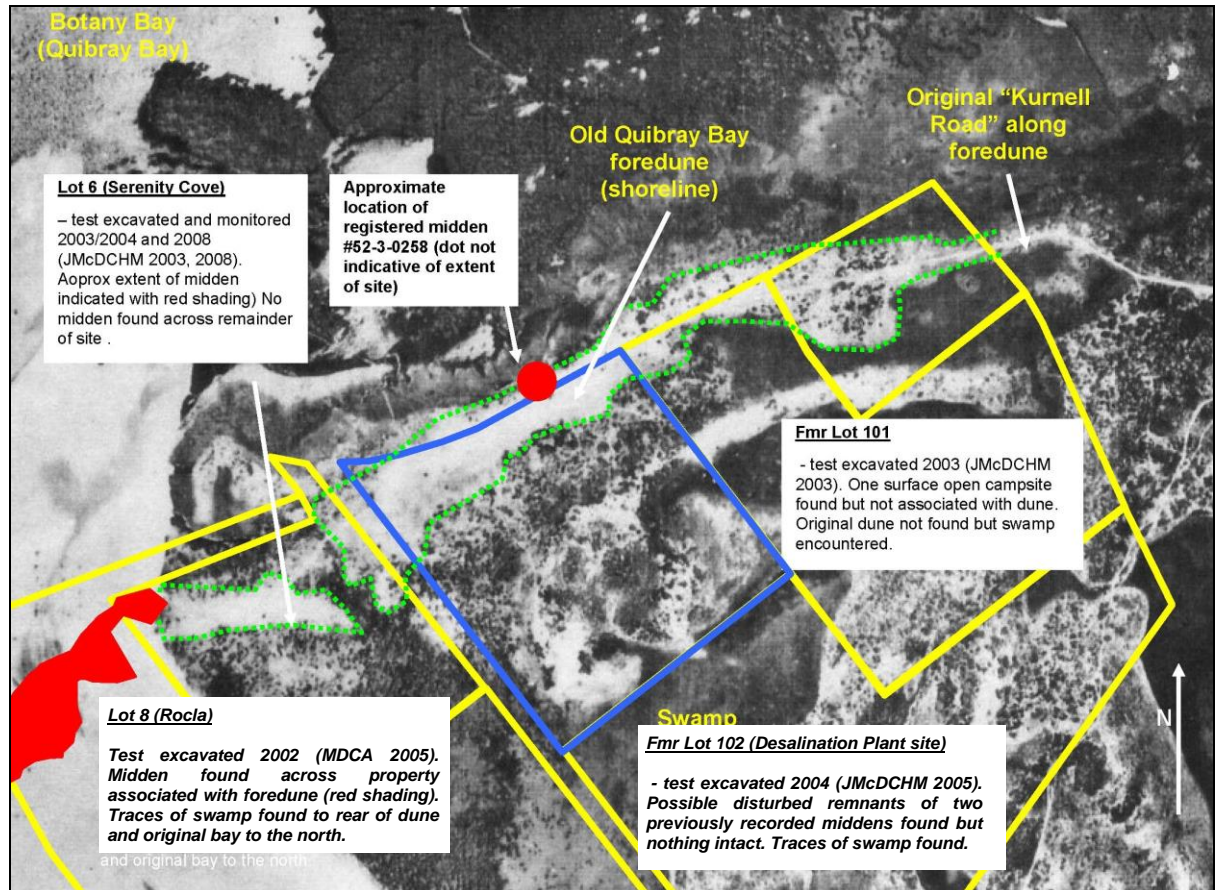 Botany Bay
(Quibray Bay)
Original “Kurnell
Road” along
foredune
Old Quibray Bay
foredune
(shoreline)
Lot 6 (Serenity Cove)
– test excavated and monitored
2003/2004 and 2008
(JMcDCHM 2003, 2008).
Aoprox extent of midden
indicated with red shading) No
midden found across remainder
of site .
Approximate
location of
registered midden
#52-3-0258 (dot not
indicative of extent
of site)
Fmr Lot 101
- test excavated 2003 (JMcDCHM
2003). One surface open campsite
found but not associated with dune.
Original dune not found but swamp
encountered.
Lot 8 (Rocla)
Test excavated 2002 (MDCA 2005).
Midden found across property
associated with foredune (red shading).
Traces of swamp found to rear of dune
and original bay to the north.
and original bay to the north.
Swamp
Fmr Lot 102 (Desalination Plant site)
- test excavated 2004 (JMcDCHM 2005).
Possible disturbed remnants of two
previously recorded middens found but
nothing intact. Traces of swamp found.
N